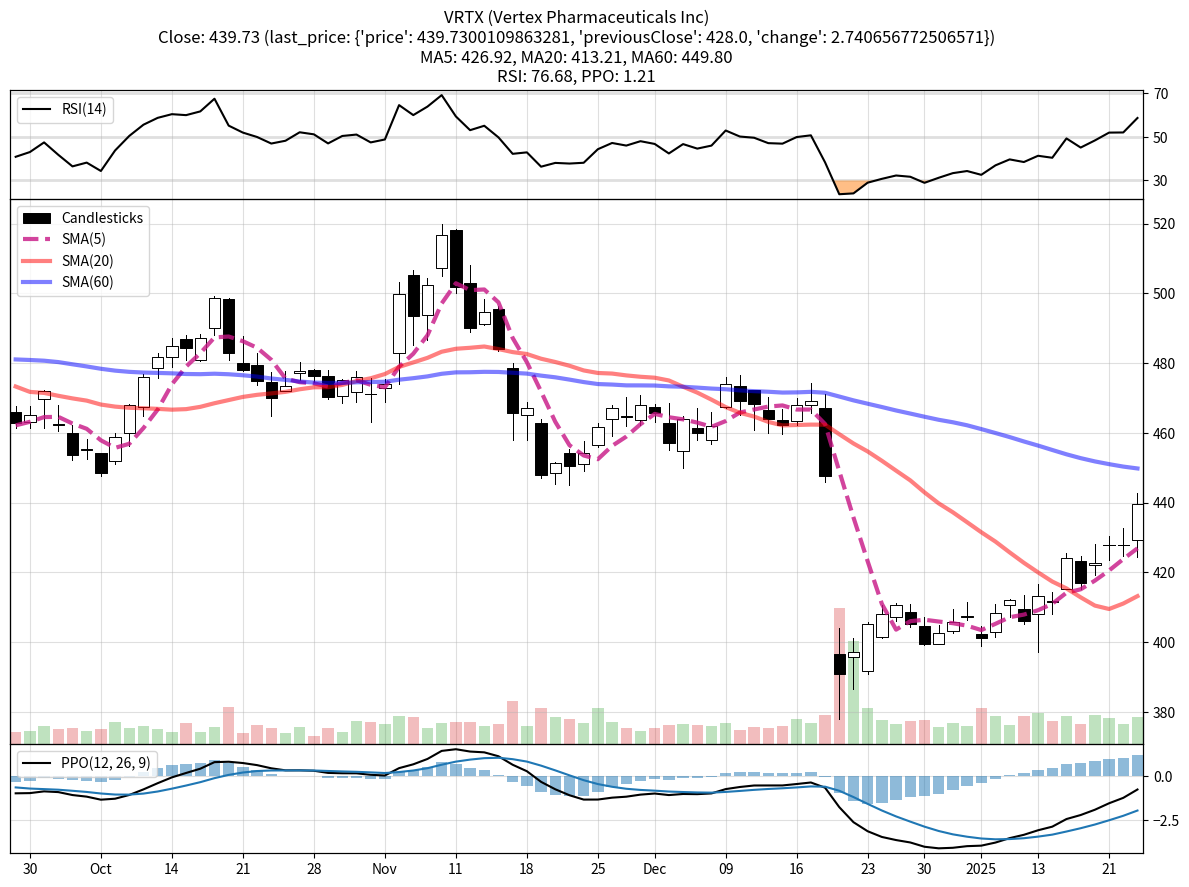 VRTX (Vertex Pharmaceuticals Inc)
Close: 439.73 (last_price: {'price': 439.7300109863281, 'previousClose': 428.0, 'change': 2.740656772506571})
MA5: 426.92, MA20: 413.21, MA60: 449.80
RSI: 76.68, PPO: 1.21
RSI(14)
70
50
30
Candlesticks
SMA(5)
SMA(20)
SMA(60)
520
500
480
460
440
420
400
380
PPO(12, 26, 9)
0.0
−2.5
30 Oct 14 21 28 Nov 11 18 25 Dec 09 16 23 30 2025 13 21